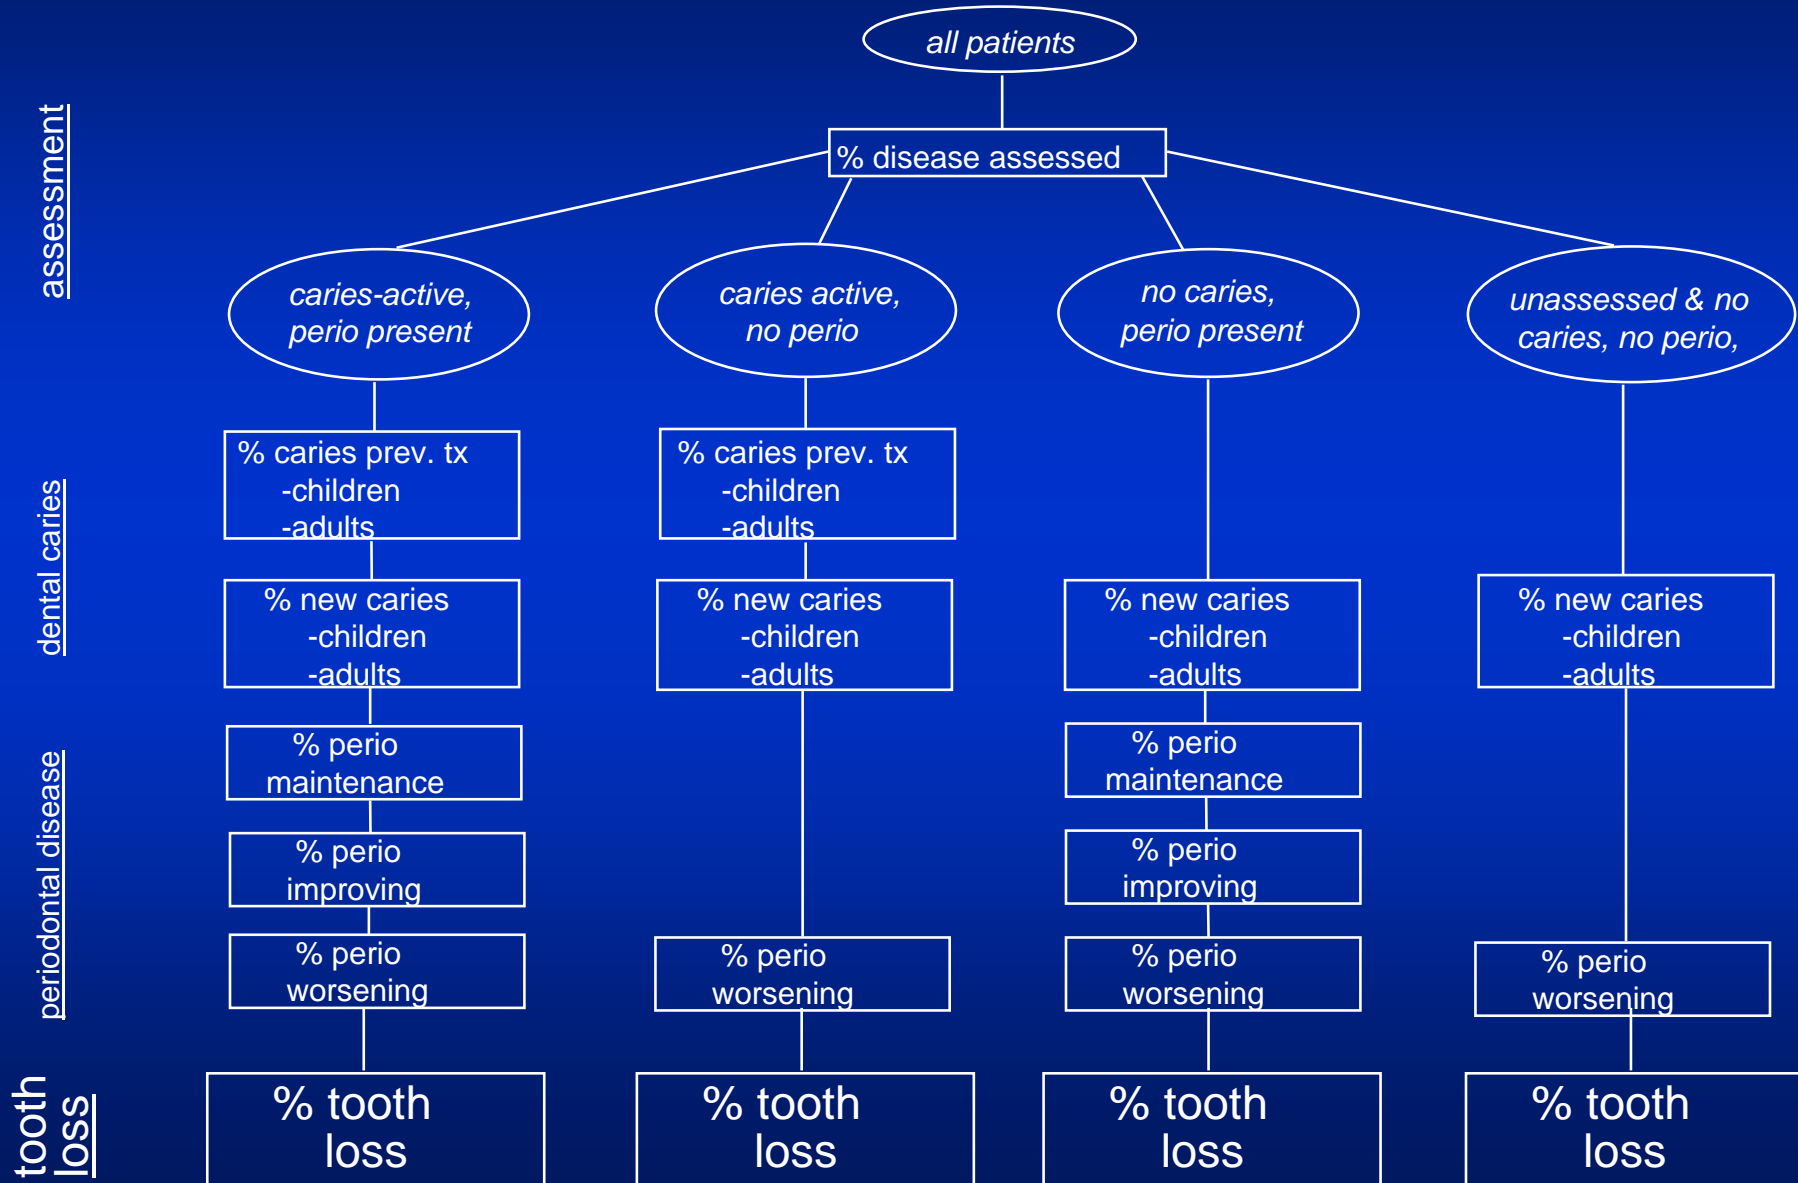 all patients
% disease assessed
assessment
caries-active,
perio present
caries active,
no perio
no caries,
perio present
unassessed & no
caries, no perio,
dental caries
% caries prev. tx
-children
-adults
% caries prev. tx
-children
-adults
% new caries
-children
-adults
% new caries
-children
-adults
% new caries
-children
-adults
% new caries
-children
-adults
periodontal disease
% perio
maintenance
% perio
maintenance
% perio
improving
% perio
improving
% perio
worsening
% perio
worsening
% perio
worsening
% perio
worsening
tooth
loss
% tooth
loss
% tooth
loss
% tooth
loss
% tooth
loss